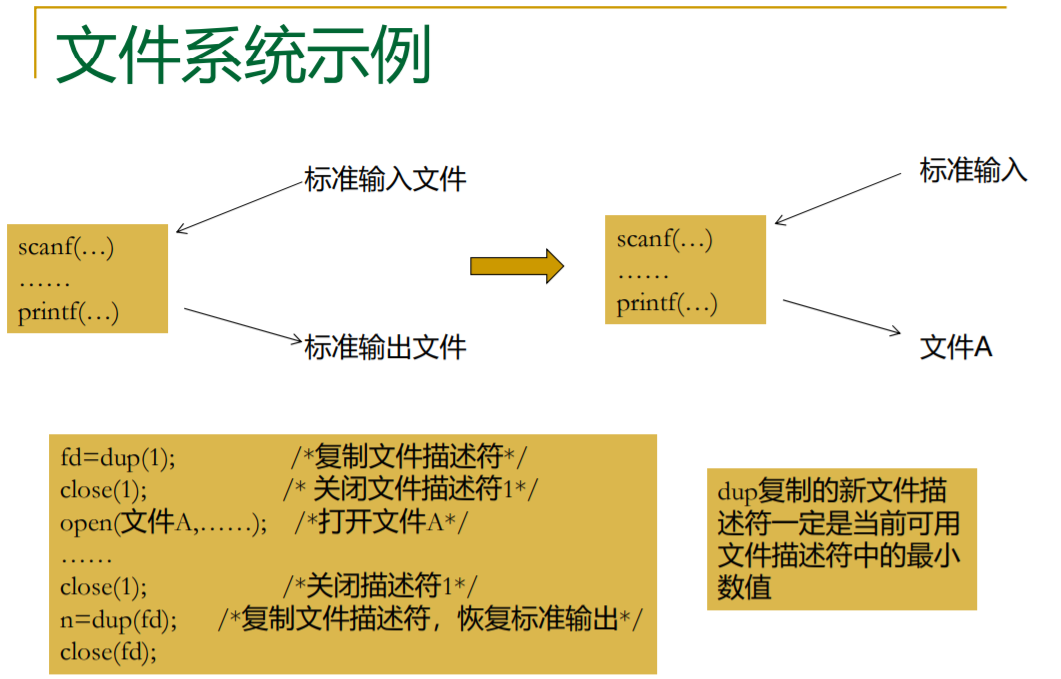 文件系统示例
标准输入文件
scanf(…)
……
printf(…)
标准输出文件
标准输入
scanf(…)
……
printf(…)
文件A
fd=dup(1); /*复制文件描述符*/
close(1); /* 关闭文件描述符1*/
open(文件A,……); /*打开文件A*/
……
close(1); /*关闭描述符1*/
n=dup(fd); /*复制文件描述符，恢复标准输出*/
close(fd);
dup复制的新文件描
述符一定是当前可用
文件描述符中的最小
数值